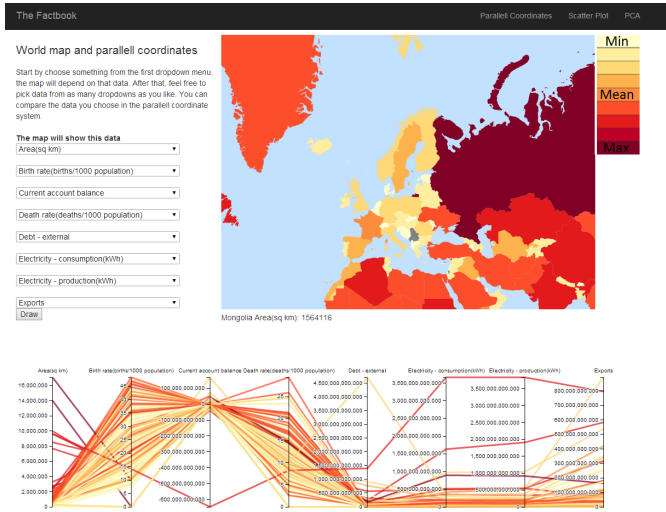 The Factbook
Parallell Coordinates Scatter Plot PCA
World map and parallell coordinates
Start by choose something from the first dropdown menu,
the map will depend on that data. After that, feel free to
pick data from as many dropdowns as you like. You can
compare the data you choose in the parallell coordinate
system.
The map will show this data
Area(sq km)
Birth rate(births/1000 population)
Current account balance
Death rate(deaths/1000 population)
Debt - external
Electricity - consumption(kWh)
Electricity - production(kWh)
Exports
Draw
Min
Mean
Max
Mongolia Area(sq km): 1564116
Area(sq km) Birth rate(births/1000 population) Current account balance Death rate(deaths/1000 population) Debt - external Electricity - consumption(kWh) Electricity - production(kWh) Exports
16,000,000
14,000,000
12,000,000
10,000,000
8,000,000
6,000,000
4,000,000
2,000,000
0
45
40
35
30
25
20
15
10
100,000,000,000
0
-100,000,000,000
-200,000,000,000
-300,000,000,000
-400,000,000,000
-500,000,000,000
-600,000,000,000
25
20
15
10
5
4,500,000,000,000
4,000,000,000,000
3,500,000,000,000
3,000,000,000,000
2,500,000,000,000
2,000,000,000,000
1,500,000,000,000
1,000,000,000,000
500,000,000,000
0
3,500,000,000,000
3,000,000,000,000
2,500,000,000,000
2,000,000,000,000
1,500,000,000,000
1,000,000,000,000
500,000,000,000
0
3,500,000,000,000
3,000,000,000,000
2,500,000,000,000
2,000,000,000,000
1,500,000,000,000
1,000,000,000,000
500,000,000,000
0
900,000,000,000
800,000,000,000
700,000,000,000
600,000,000,000
500,000,000,000
400,000,000,000
300,000,000,000
200,000,000,000
100,000,000,000
0